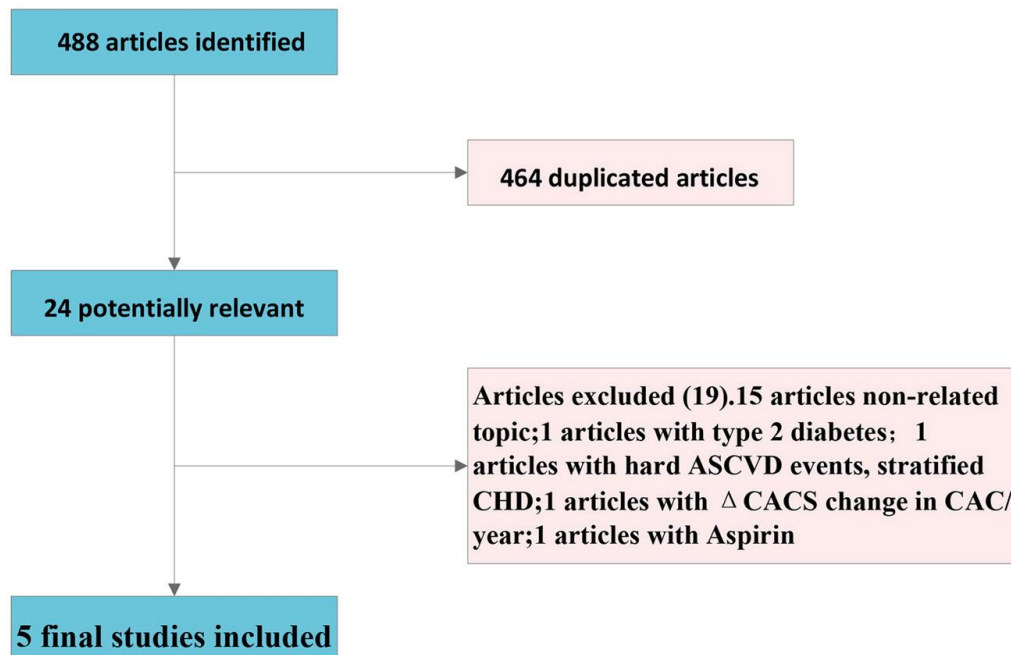 488 articles identified
464 duplicated articles
24 potentially relevant
Articles excluded (19).15 articles non-related
topic;1 articles with type 2 diabetes；1
articles with hard ASCVD events, stratified
CHD;1 articles with Δ CACS change in CAC/
year;1 articles with Aspirin
5 final studies included